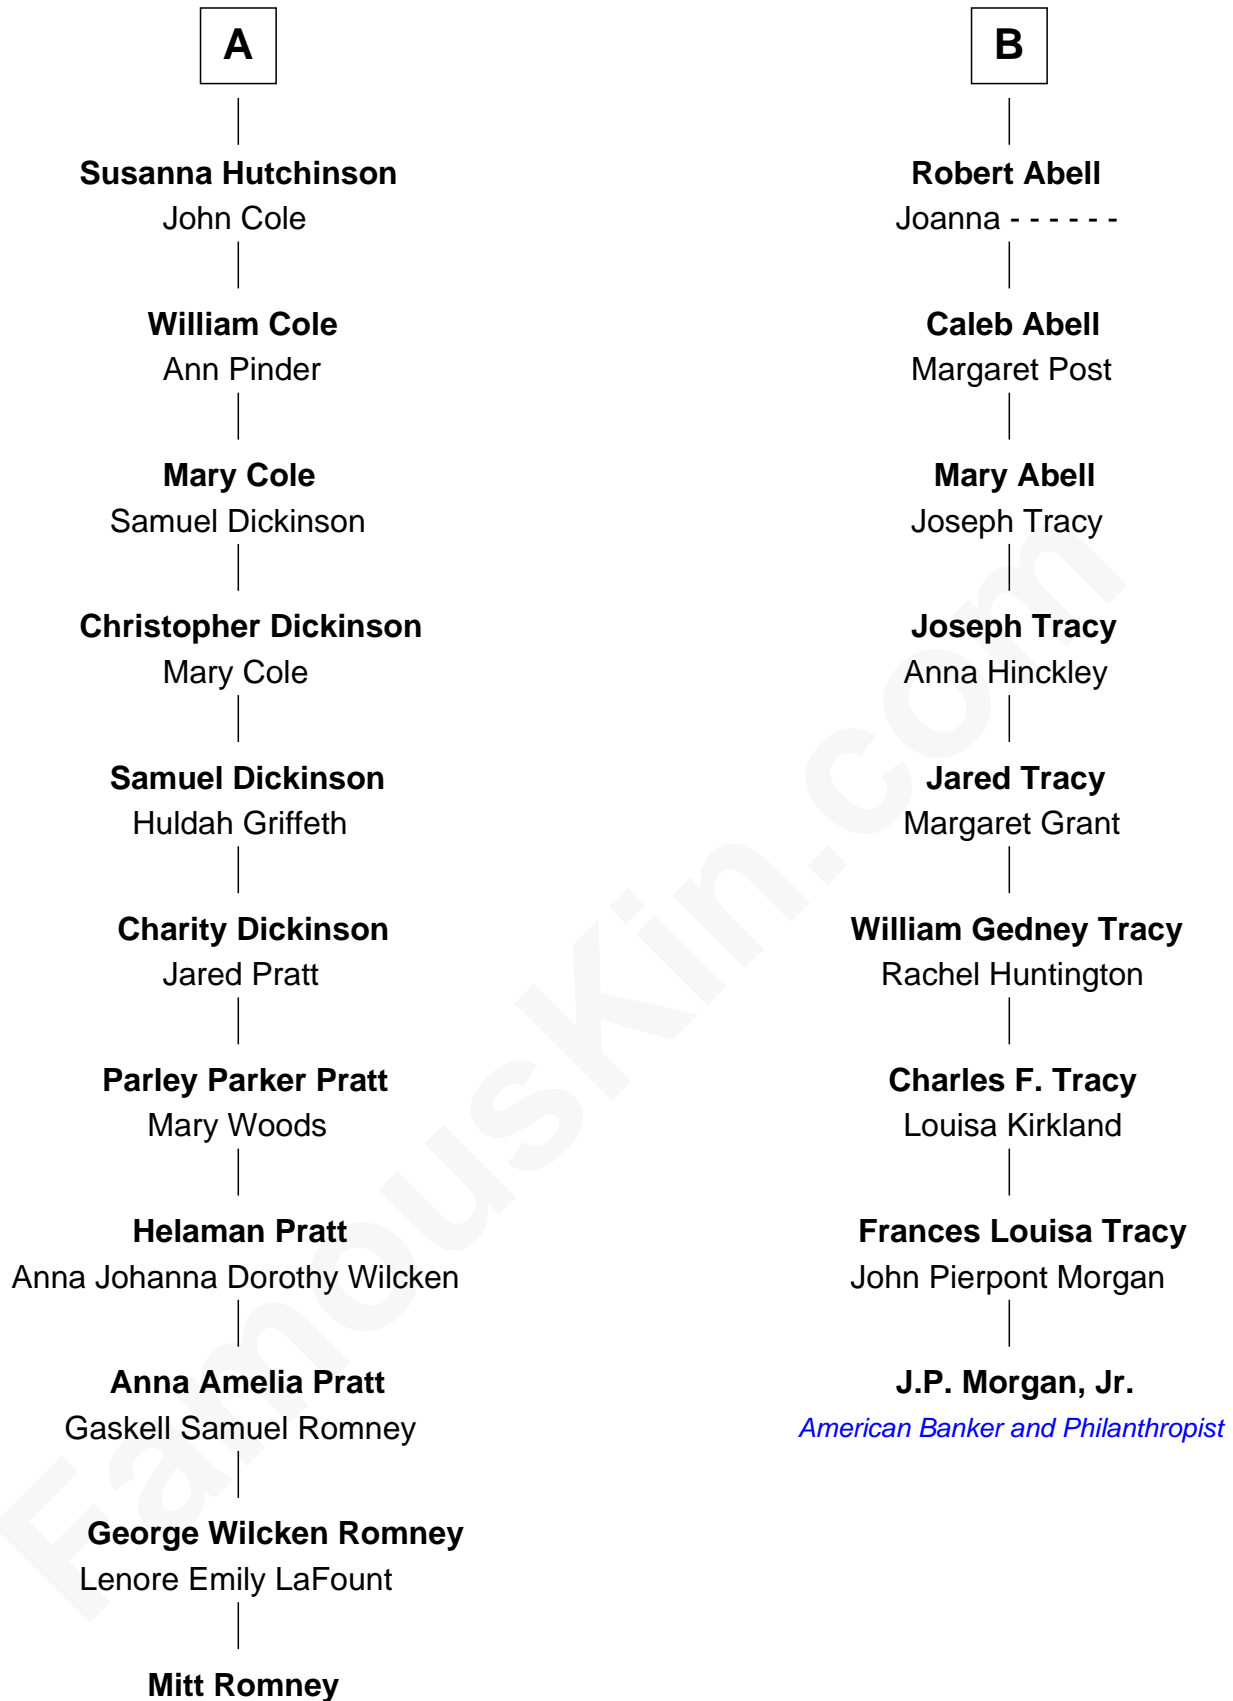 A
Susanna Hutchinson
John Cole
William Cole
Ann Pinder
Mary Cole
Samuel Dickinson
Christopher Dickinson
Mary Cole
Samuel Dickinson
Huldah Griffeth
Charity Dickinson
Jared Pratt
Parley Parker Pratt
Mary Woods
Helaman Pratt
Anna Johanna Dorothy Wilcken
Anna Amelia Pratt
Gaskell Samuel Romney
George Wilcken Romney
Lenore Emily LaFount
Mitt Romney
B
Robert Abell
Joanna - - - - - -
Caleb Abell
Margaret Post
Mary Abell
Joseph Tracy
Joseph Tracy
Anna Hinckley
Jared Tracy
Margaret Grant
William Gedney Tracy
Rachel Huntington
Charles F. Tracy
Louisa Kirkland
Frances Louisa Tracy
John Pierpont Morgan
J.P. Morgan, Jr.
American Banker and Philanthropist
FamousKin.com